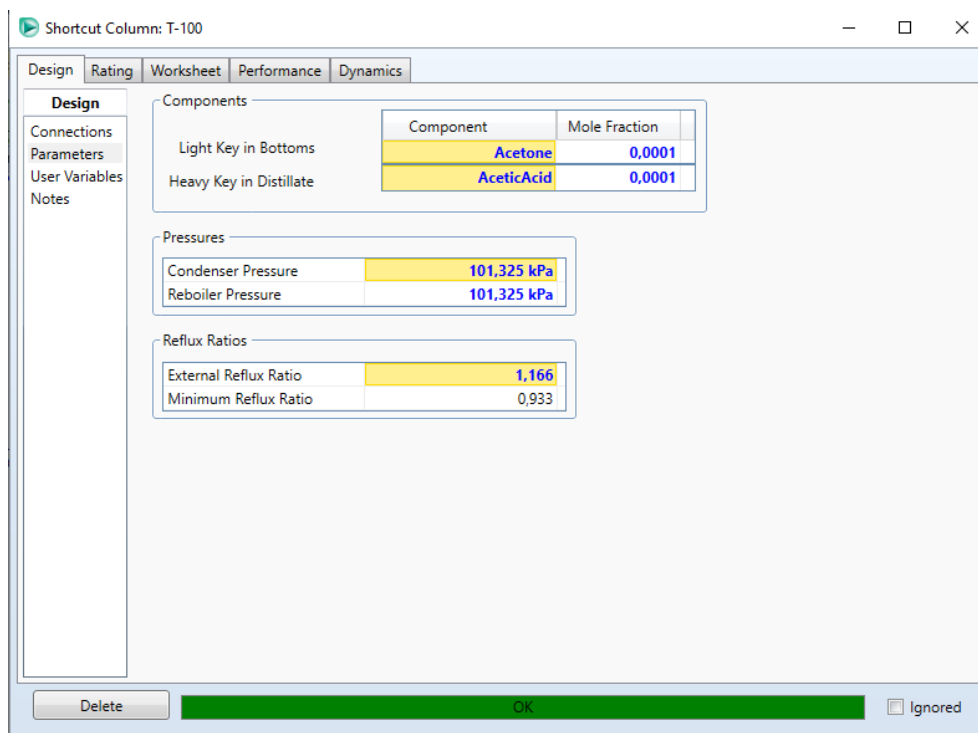 Shortcut Column: T-100
Design Rating Worksheet Performance Dynamics
Design
Connections
Parameters
User Variables
Notes
Components
Component Mole Fraction
Light Key in Bottoms Acetone 0,0001
Heavy Key in Distillate AceticAcid 0,0001
Pressures
Condenser Pressure 101,325 kPa
Reboiler Pressure 101,325 kPa
Reflux Ratios
External Reflux Ratio 1,166
Minimum Reflux Ratio 0,933
Delete OK Ignored